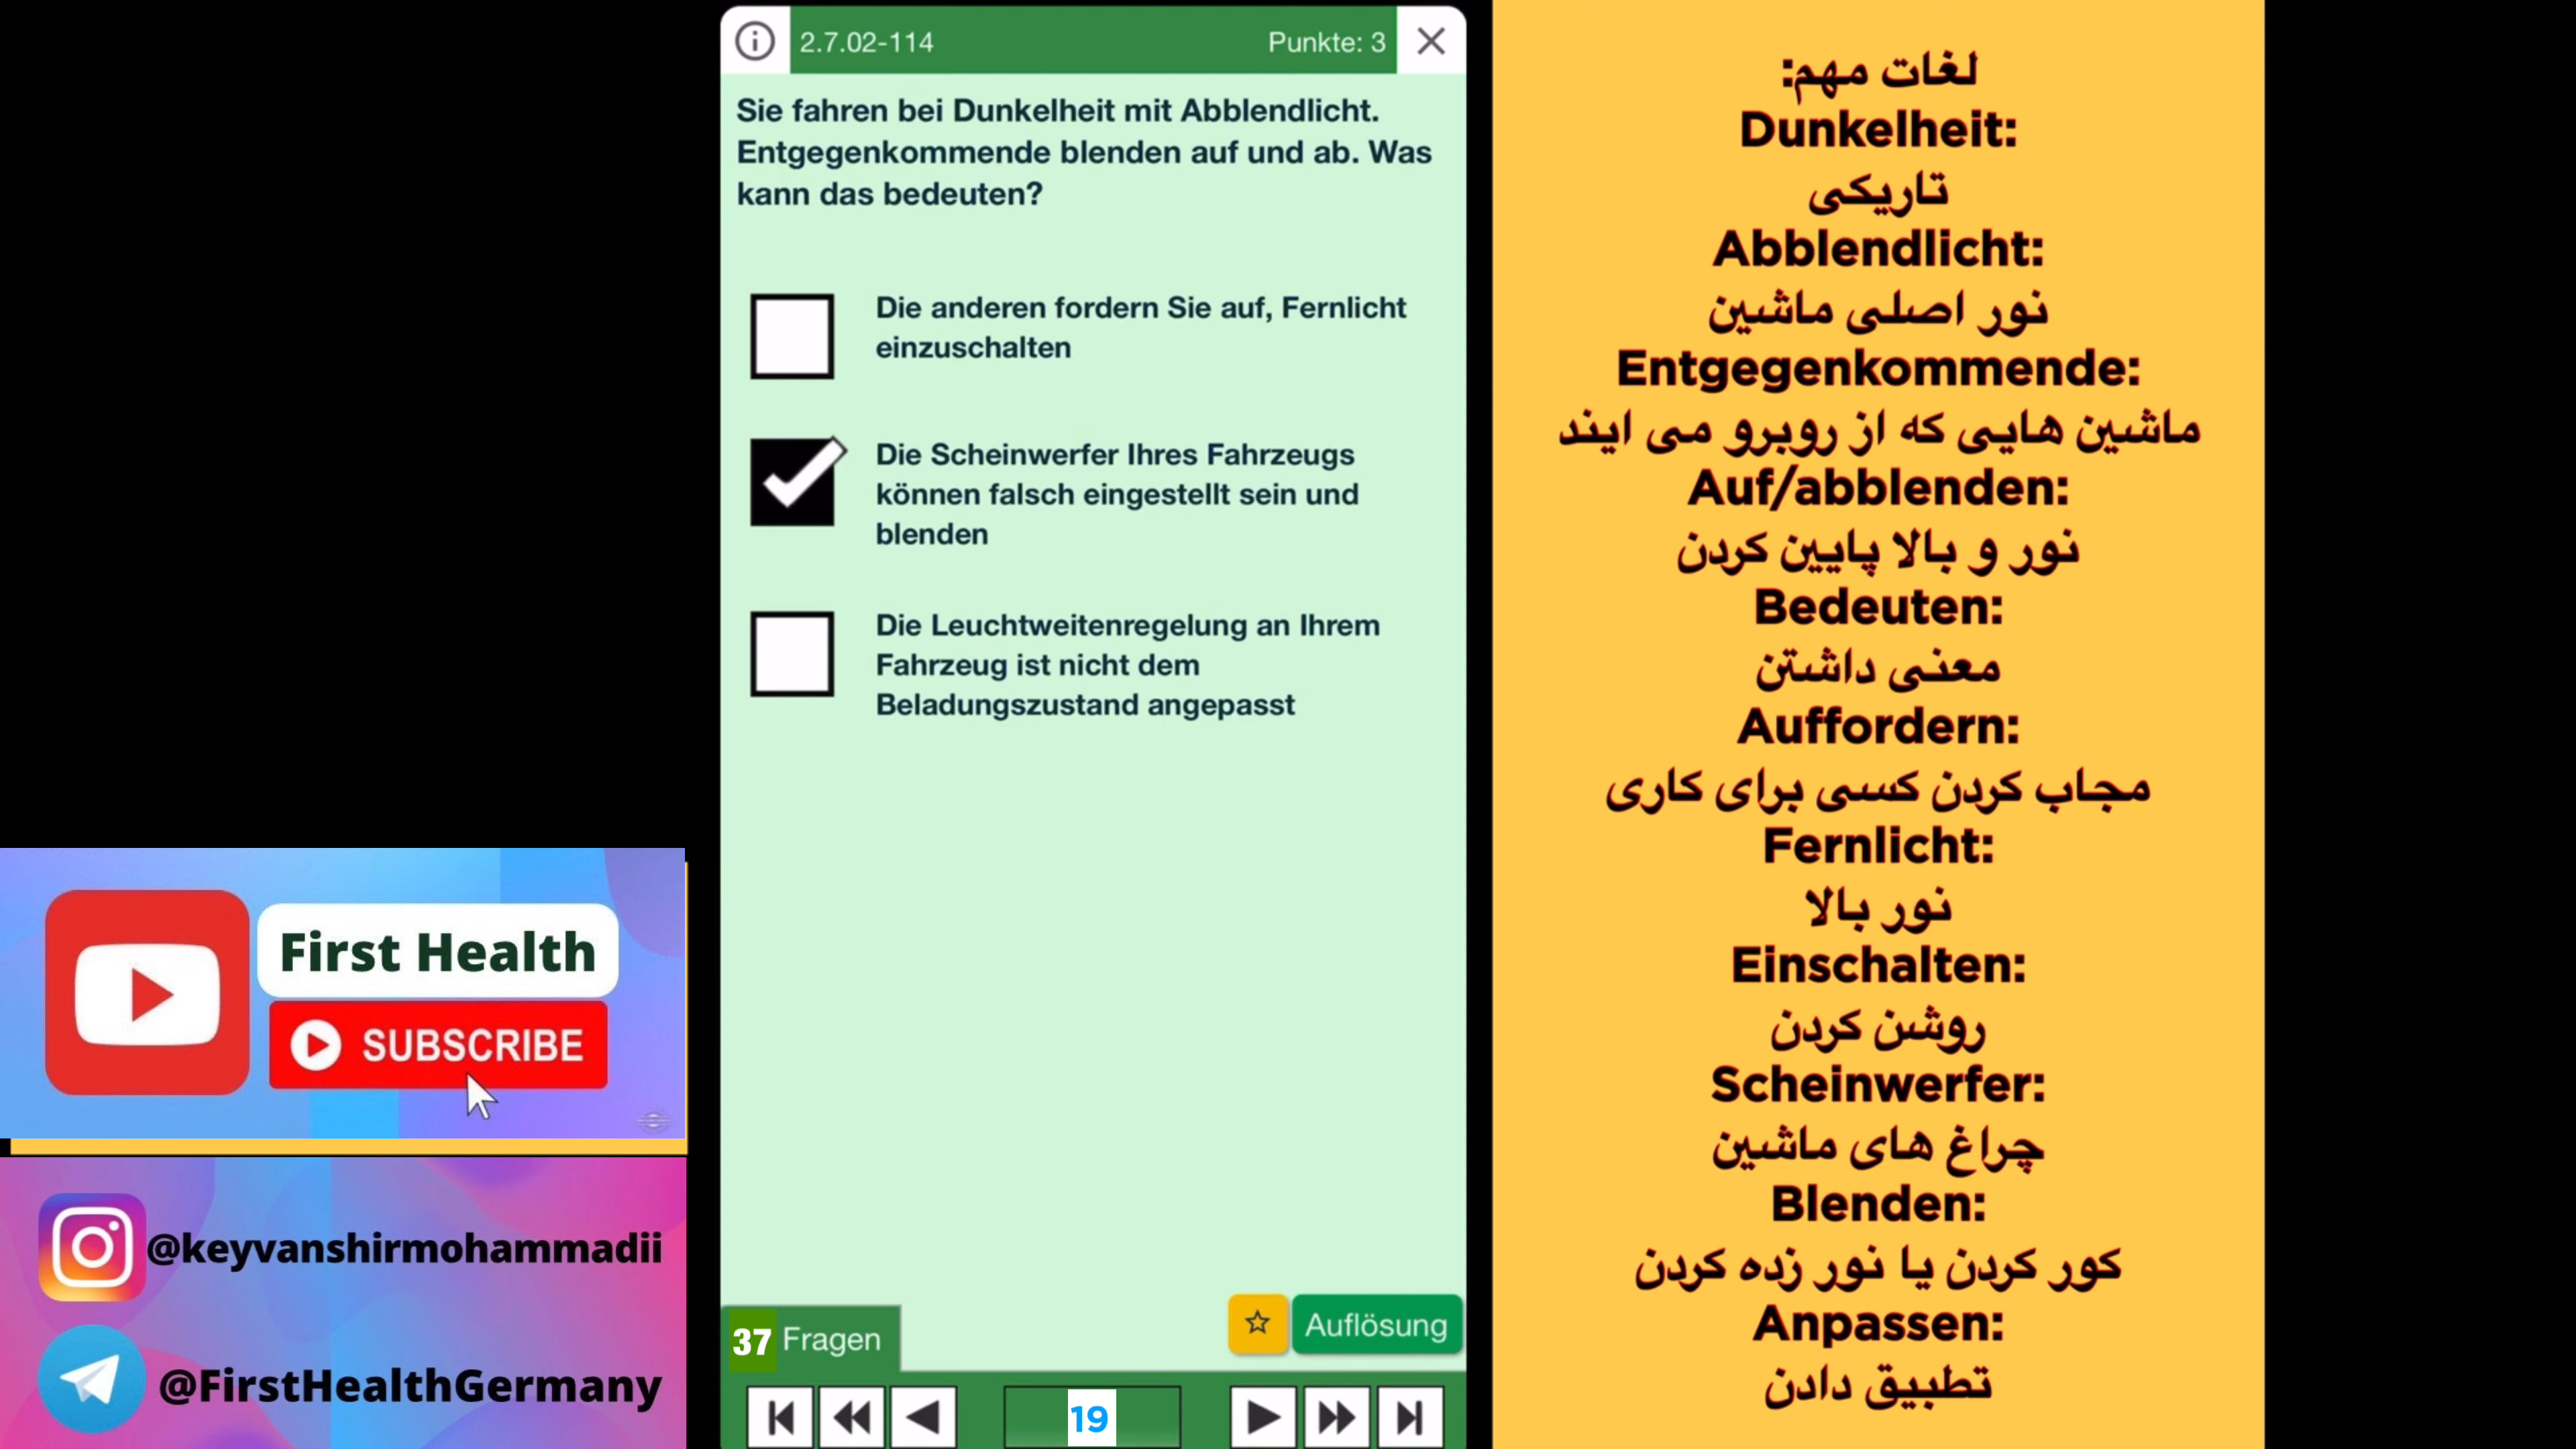 2.7.02-114
Punkte: 3
Sie fahren bei Dunkelheit mit Abblendlicht.
Entgegenkommende blenden auf und ab. Was
kann das bedeuten?
Die anderen fordern Sie auf, Fernlicht
einzuschalten
Die Scheinwerfer Ihres Fahrzeugs
können falsch eingestellt sein und
blenden
Die Leuchtweitenregelung an Ihrem
Fahrzeug ist nicht dem
Beladungszustand angepasst
37 Fragen
Auflösung
19
First Health
SUBSCRIBE
@keyvanshirmohammadii
@FirstHealthGermany
لغات مهم:
Dunkelheit:
تاریکی
Abblendlicht:
نور اصلی ماشین
Entgegenkommende:
ماشین هایی که از روبرو می ایند
Auf/abblenden:
نور و بالا پایین کردن
Bedeuten:
معنی داشتن
Auffordern:
مجاب کردن کسی برای کاری
Fernlicht:
نور بالا
Einschalten:
روشن کردن
Scheinwerfer:
چراغ های ماشین
Blenden:
کور کردن یا نور زده کردن
Anpassen:
تطبیق دادن